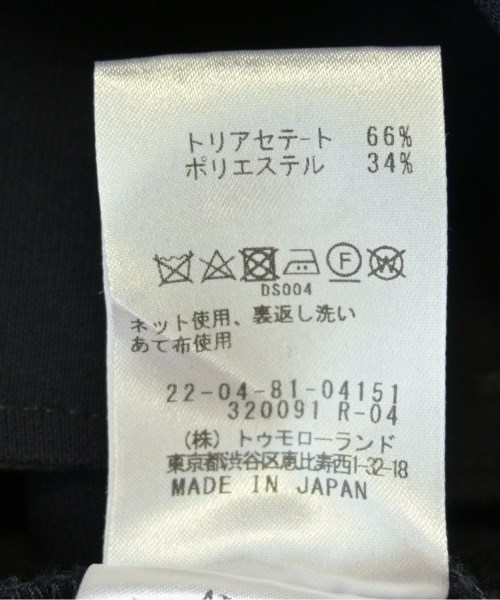 トリアセテート 66%
ポリエステル 34%
F W
DS004
ネット使用、裏返し洗い
あて布使用
22-04-81-04151
320091 R-04
(株) トゥモローランド
東京都渋谷区恵比寿西1-32-18
MADE IN JAPAN